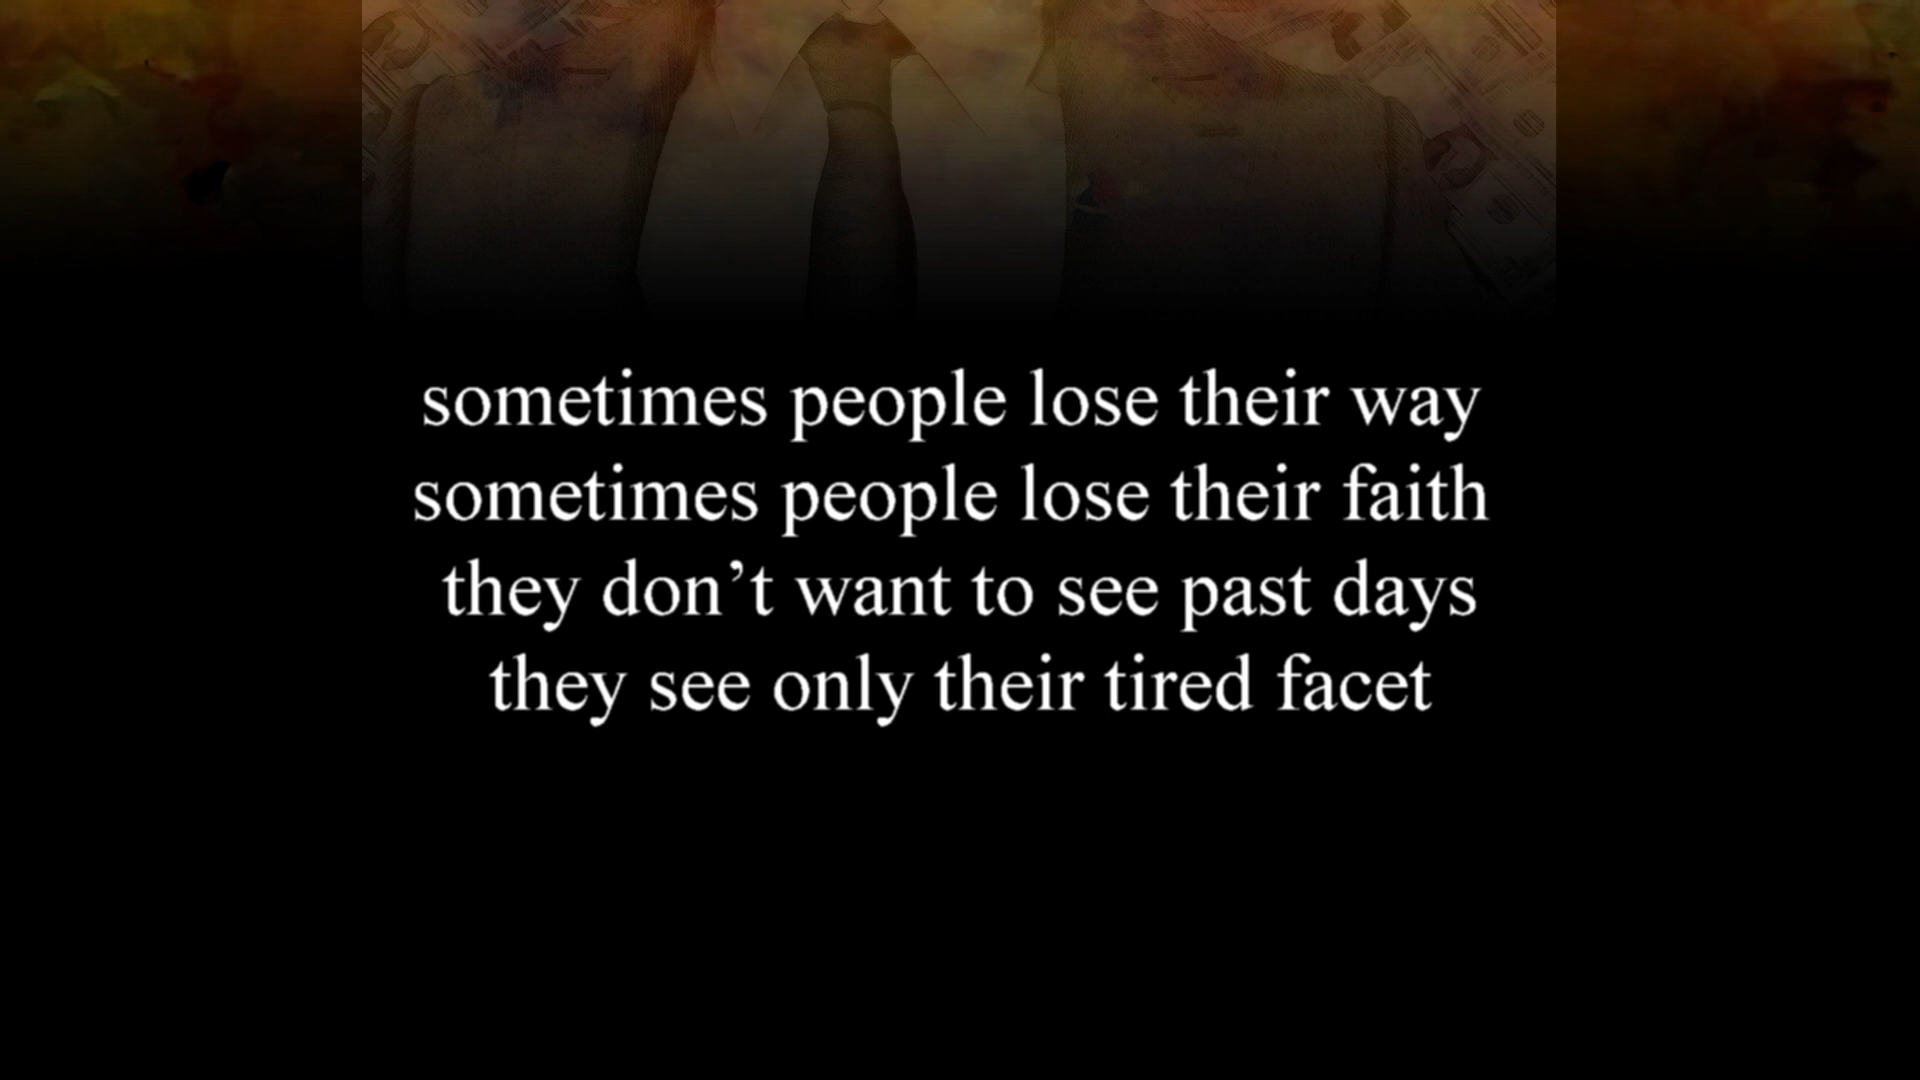 sometimes people lose their way
sometimes people lose their faith
they don’t want to see past days
they see only their tired facet